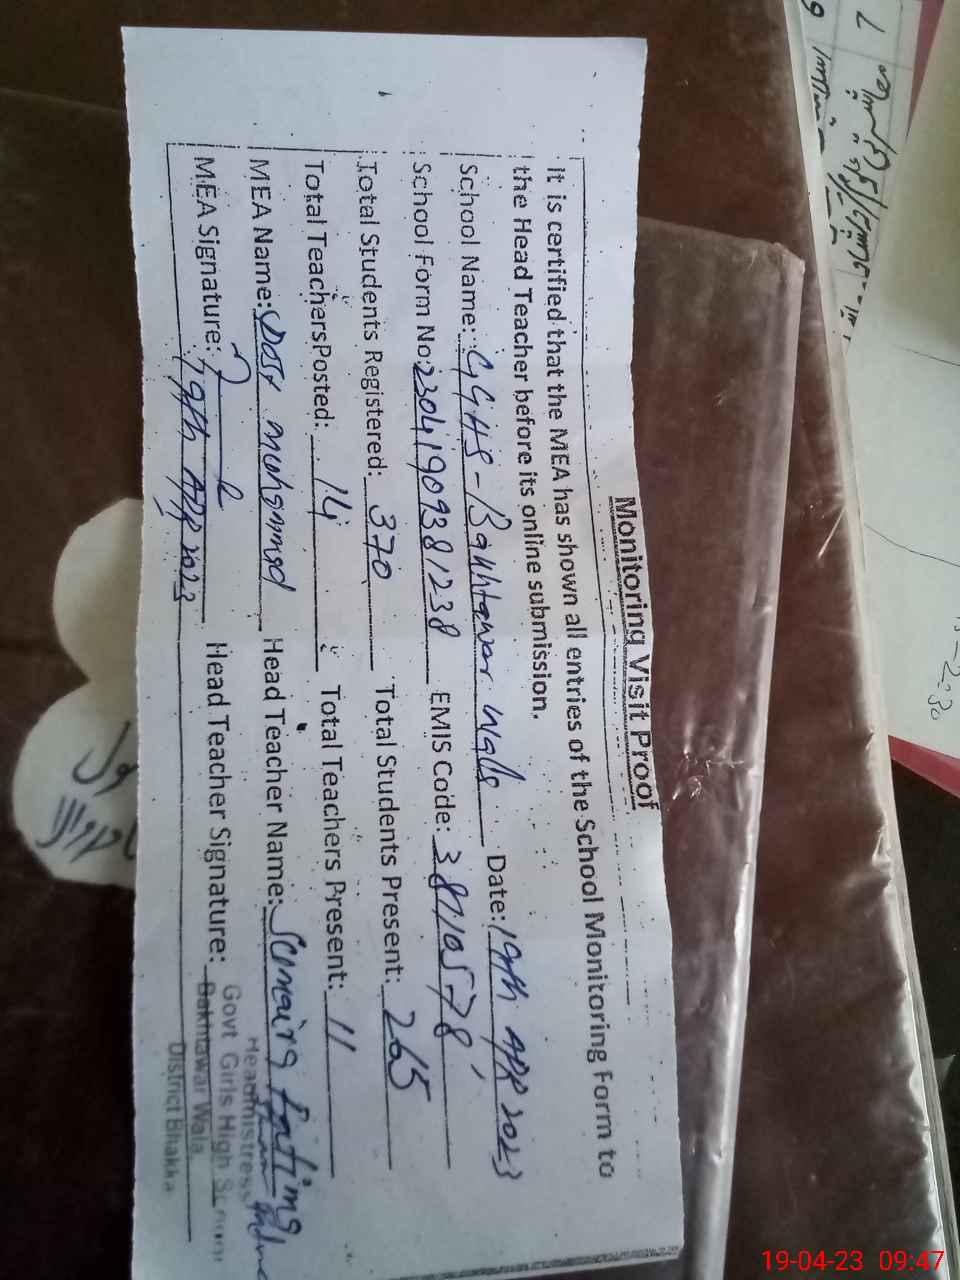 Monitoring Visit Proof
It is certified that the MEA has shown all entries of the School Monitoring Form to
the Head Teacher before its online submission.
School Name: GGHS - Bakhtawar Wala Date: 19th APR 2023
School Form No: 23041909381238 EMIS Code: 38110578
Total Students Registered: 370 Total Students Present: 265
Total Teachers Posted: 14 Total Teachers Present: 11
MEA Name: Dost Muhammad Head Teacher Name: Sumaira Fatima
MEA Signature: 19th APR 2023 Head Teacher Signature:
Headmistress
Govt Girls High School
Bakhtawar Wala
District Bhakkar
2:30
19-04-23 09:47